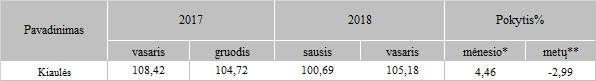 Pavadinimas 2017 2018 Pokytis%
vasaris gruodis sausis vasaris mėnesio* metų**
Kiaulės 108,42 104,72 100,69 105,18 4,46 -2,99